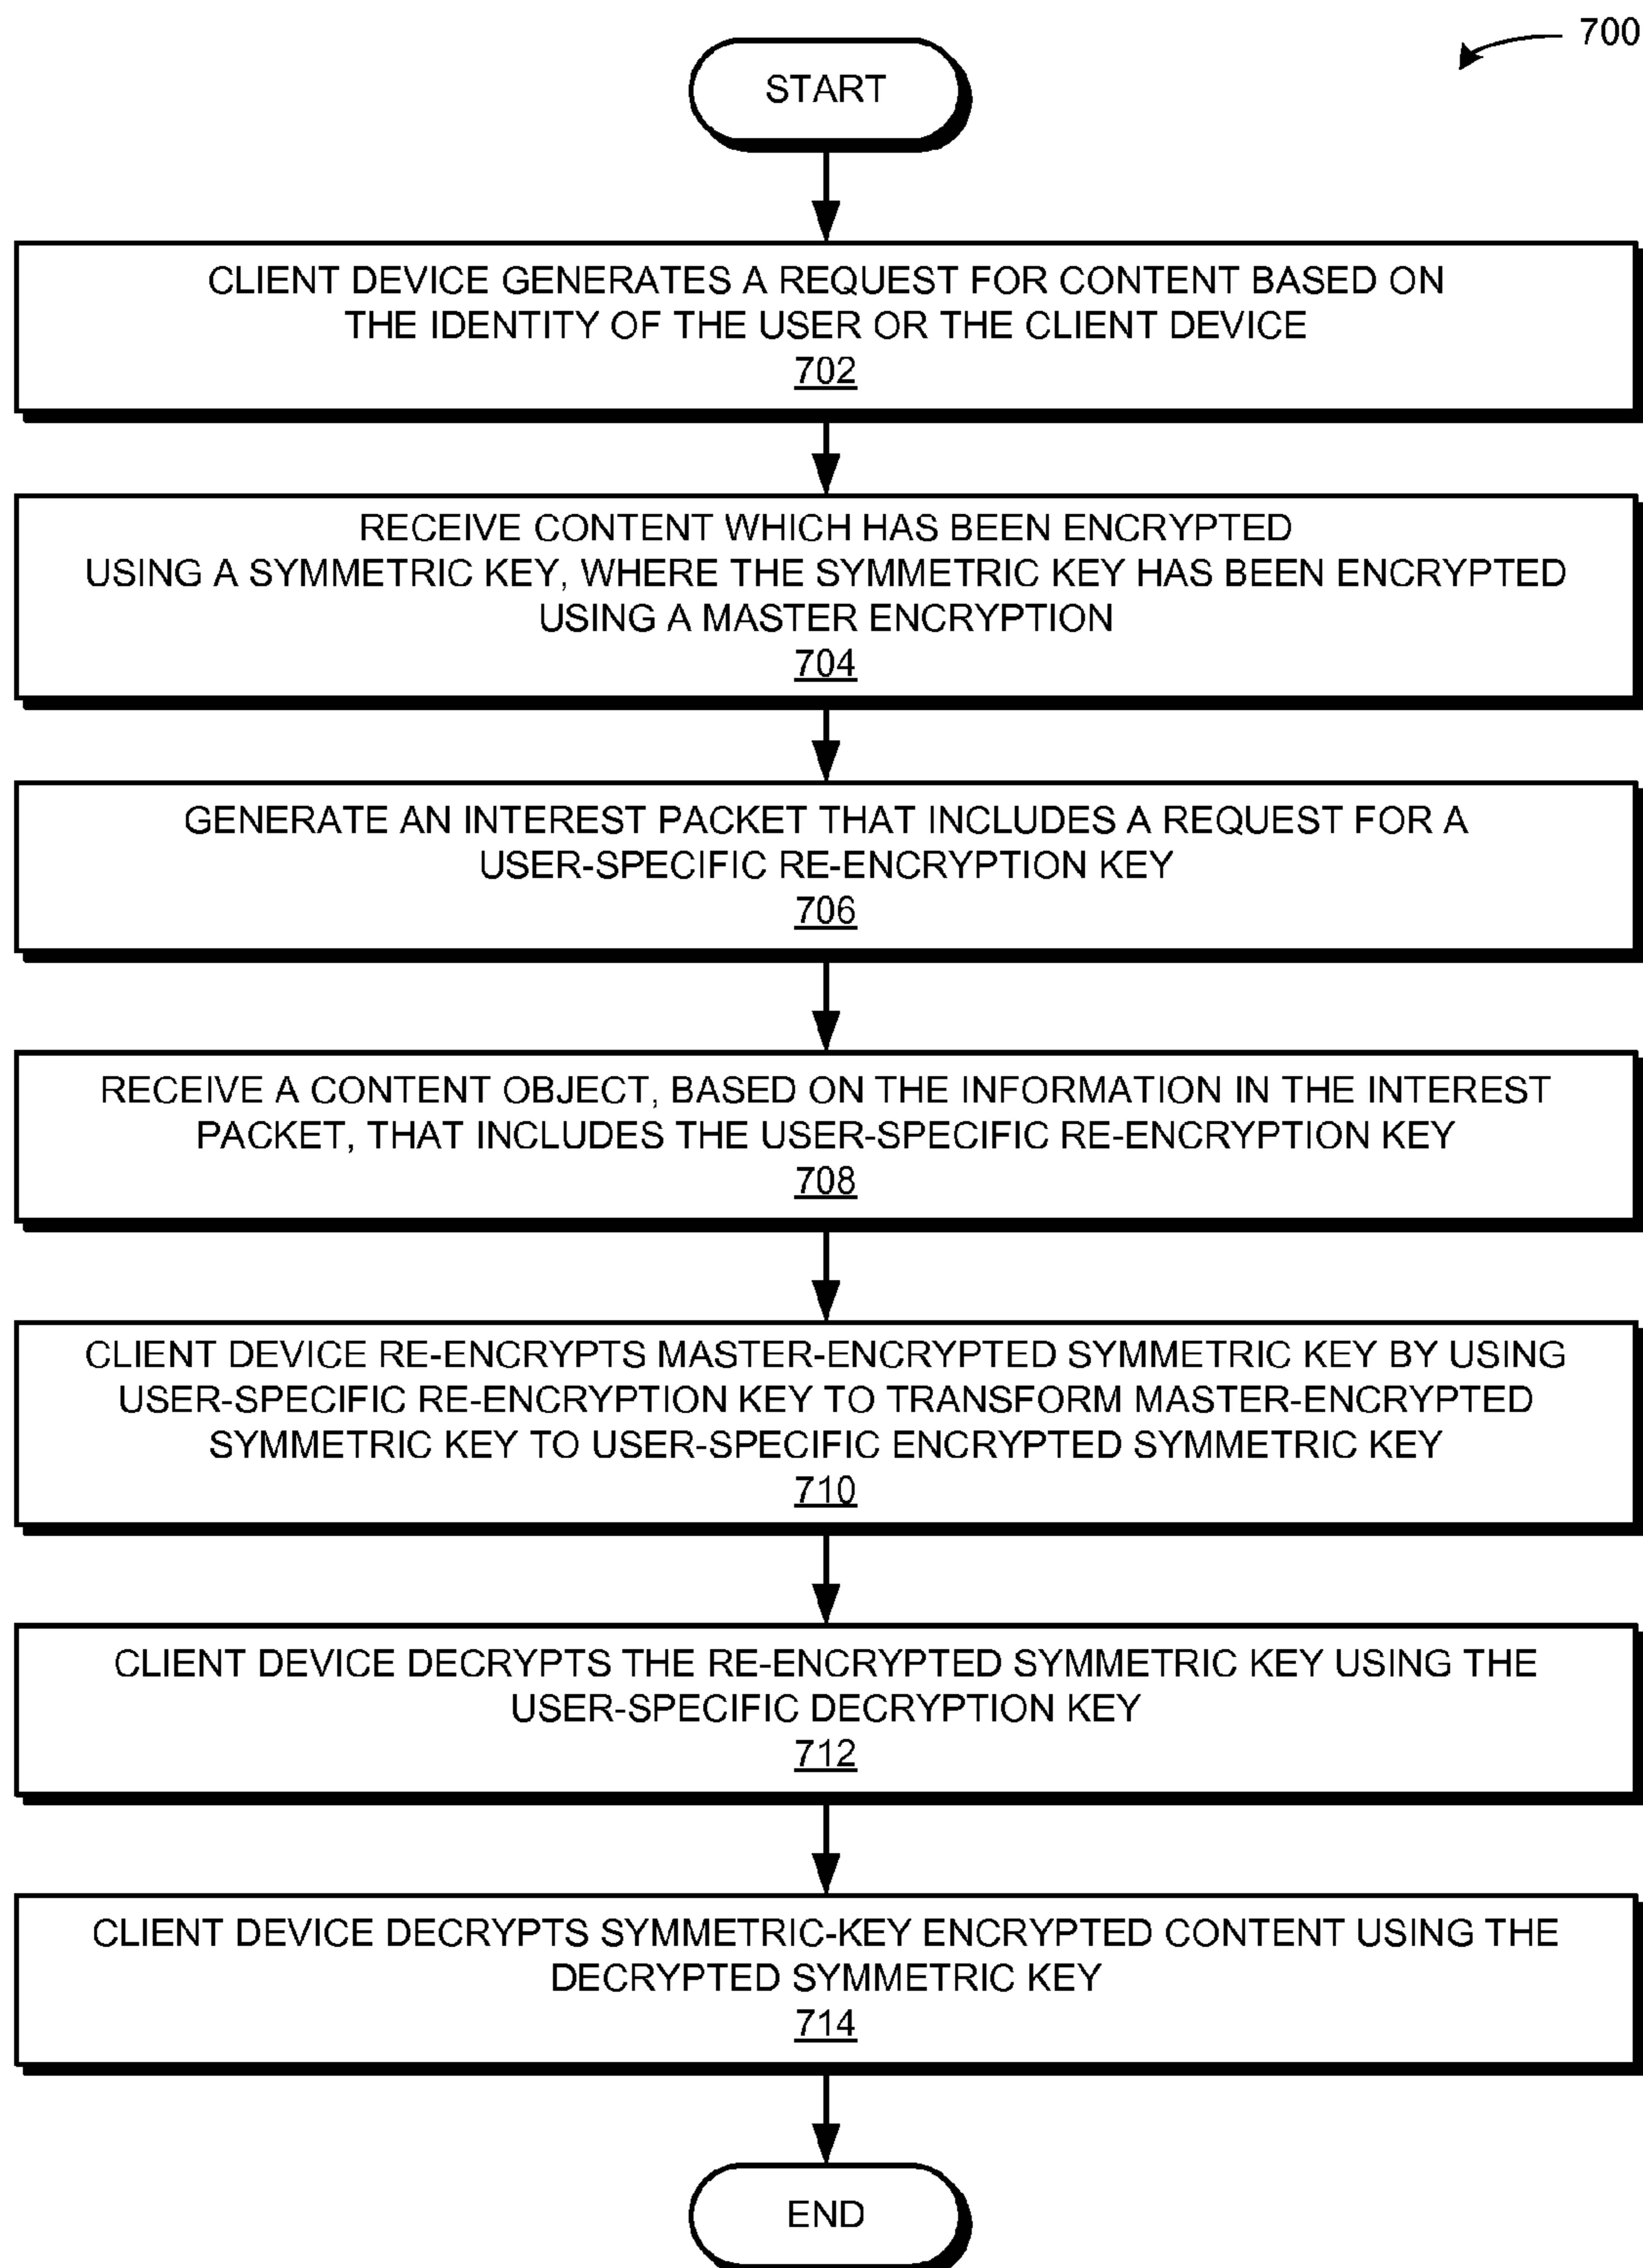 700
START
CLIENT DEVICE GENERATES A REQUEST FOR CONTENT BASED ON
THE IDENTITY OF THE USER OR THE CLIENT DEVICE
702
RECEIVE CONTENT WHICH HAS BEEN ENCRYPTED
USING A SYMMETRIC KEY, WHERE THE SYMMETRIC KEY HAS BEEN ENCRYPTED
USING A MASTER ENCRYPTION
704
GENERATE AN INTEREST PACKET THAT INCLUDES A REQUEST FOR A
USER-SPECIFIC RE-ENCRYPTION KEY
706
RECEIVE A CONTENT OBJECT, BASED ON THE INFORMATION IN THE INTEREST
PACKET, THAT INCLUDES THE USER-SPECIFIC RE-ENCRYPTION KEY
708
CLIENT DEVICE RE-ENCRYPTS MASTER-ENCRYPTED SYMMETRIC KEY BY USING
USER-SPECIFIC RE-ENCRYPTION KEY TO TRANSFORM MASTER-ENCRYPTED
SYMMETRIC KEY TO USER-SPECIFIC ENCRYPTED SYMMETRIC KEY
710
CLIENT DEVICE DECRYPTS THE RE-ENCRYPTED SYMMETRIC KEY USING THE
USER-SPECIFIC DECRYPTION KEY
712
CLIENT DEVICE DECRYPTS SYMMETRIC-KEY ENCRYPTED CONTENT USING THE
DECRYPTED SYMMETRIC KEY
714
END